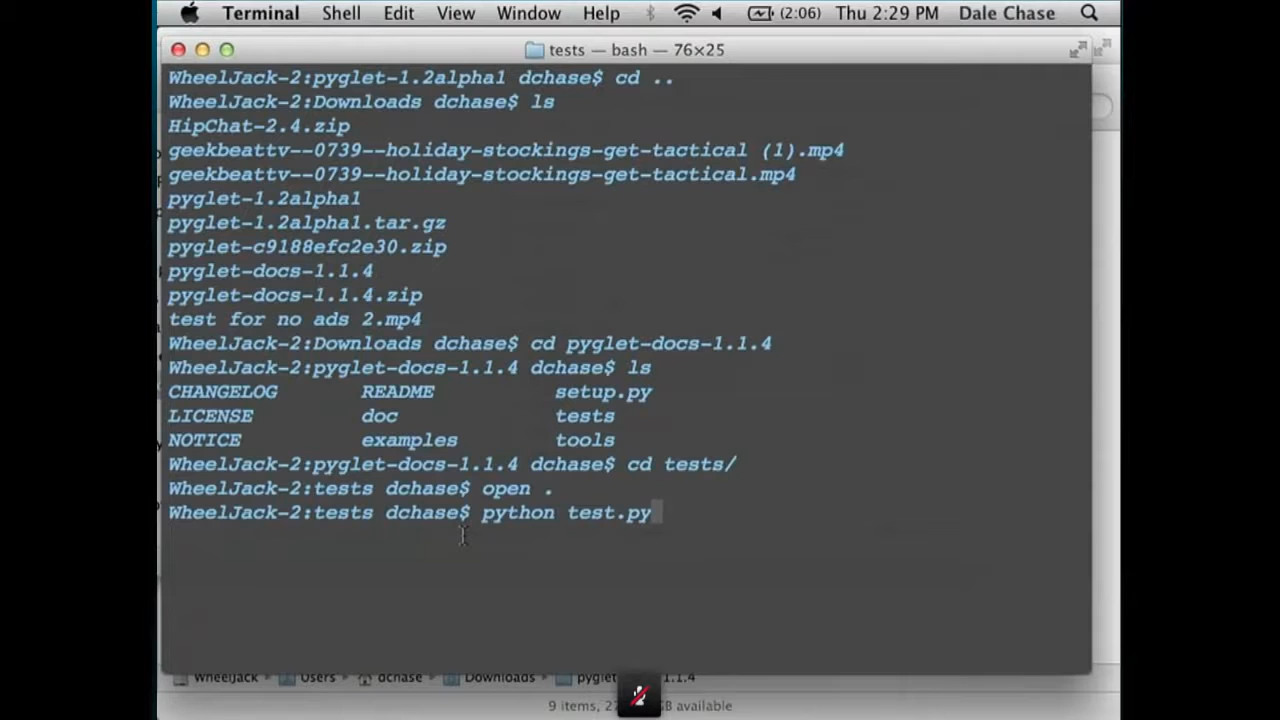 Terminal Shell Edit View Window Help (2:06) Thu 2:29 PM Dale Chase
tests — bash — 76×25
WheelJack-2:pyglet-1.2alpha1 dchase$ cd ..
WheelJack-2:Downloads dchase$ ls
HipChat-2.4.zip
geekbeattv--0739--holiday-stockings-get-tactical (1).mp4
geekbeattv--0739--holiday-stockings-get-tactical.mp4
pyglet-1.2alpha1
pyglet-1.2alpha1.tar.gz
pyglet-c9188efc2e30.zip
pyglet-docs-1.1.4
pyglet-docs-1.1.4.zip
test for no ads 2.mp4
WheelJack-2:Downloads dchase$ cd pyglet-docs-1.1.4
WheelJack-2:pyglet-docs-1.1.4 dchase$ ls
CHANGELOG README setup.py
LICENSE doc tests
NOTICE examples tools
WheelJack-2:pyglet-docs-1.1.4 dchase$ cd tests/
WheelJack-2:tests dchase$ open .
WheelJack-2:tests dchase$ python test.py
WheelJack Users dchase Downloads pyglet 1.1.4
9 items, available